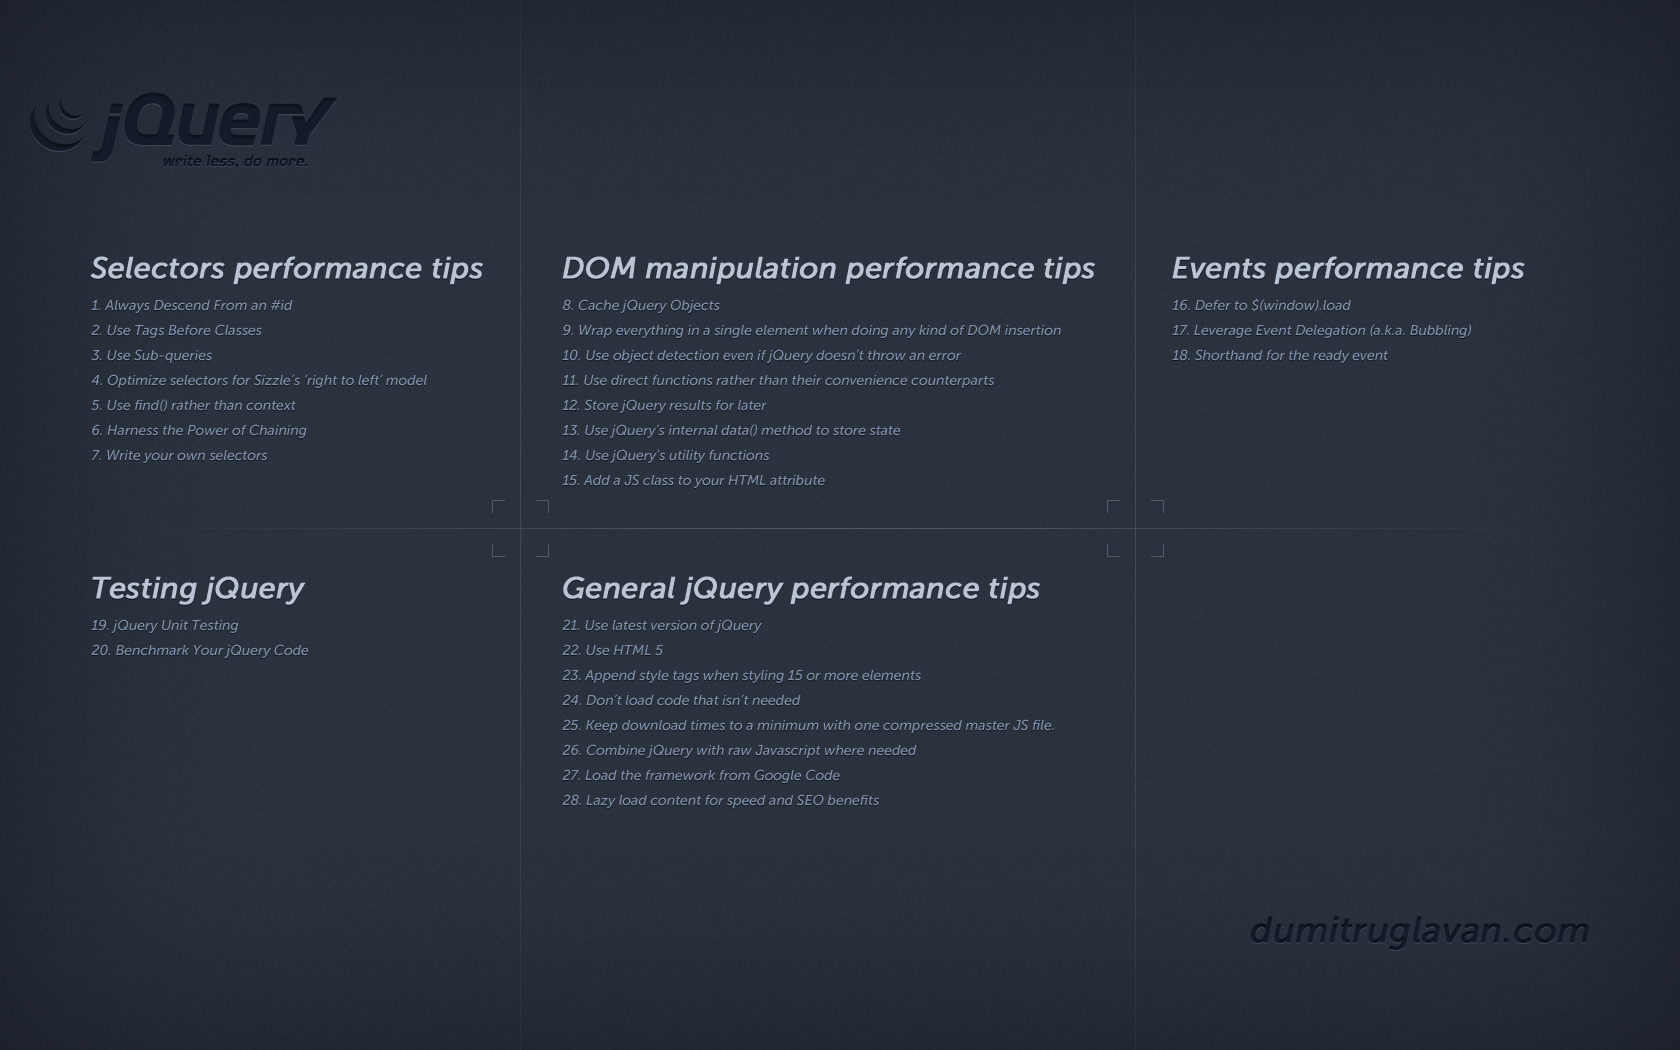 jQuery
write less, do more.
Selectors performance tips
1. Always Descend From an #id
2. Use Tags Before Classes
3. Use Sub-queries
4. Optimize selectors for Sizzle's 'right to left' model
5. Use find() rather than context
6. Harness the Power of Chaining
7. Write your own selectors
DOM manipulation performance tips
8. Cache jQuery Objects
9. Wrap everything in a single element when doing any kind of DOM insertion
10. Use object detection even if jQuery doesn't throw an error
11. Use direct functions rather than their convenience counterparts
12. Store jQuery results for later
13. Use jQuery's internal data() method to store state
14. Use jQuery's utility functions
15. Add a JS class to your HTML attribute
Events performance tips
16. Defer to $(window).load
17. Leverage Event Delegation (a.k.a. Bubbling)
18. Shorthand for the ready event
Testing jQuery
19. jQuery Unit Testing
20. Benchmark Your jQuery Code
General jQuery performance tips
21. Use latest version of jQuery
22. Use HTML 5
23. Append style tags when styling 15 or more elements
24. Don't load code that isn't needed
25. Keep download times to a minimum with one compressed master JS file.
26. Combine jQuery with raw Javascript where needed
27. Load the framework from Google Code
28. Lazy load content for speed and SEO benefits
dumitruglavan.com